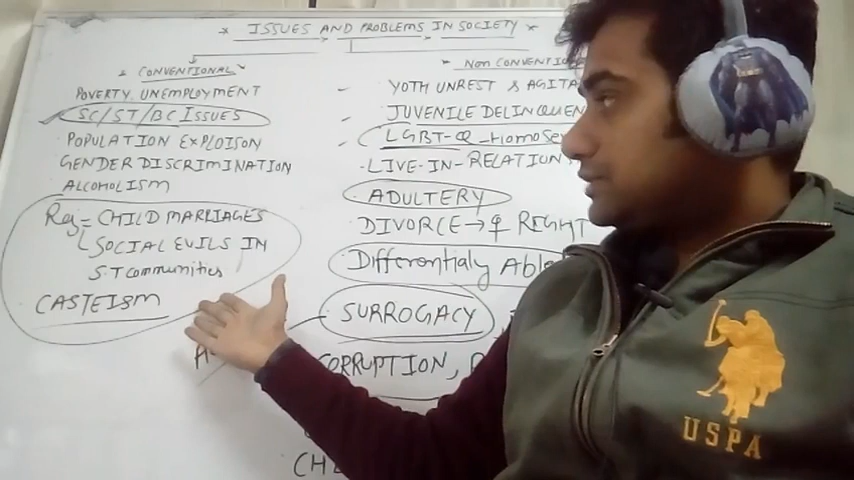 * ISSUES AND PROBLEMS IN SOCIETY *
* CONVENTIONAL *
POVERTY, UNEMPLOYMENT
SC/ST/BC ISSUES
POPULATION EXPLOISON
GENDER DISCRIMINATION
ALCOHOLISM
Reg = CHILD MARRIAGES
SOCIAL EVILS IN
S.T Communities
CASTEISM
* NON CONVENTIONA
- YOTH UNREST & AGITA
- JUVENILE DELINQUEN
- LGBT-Q-Homose
- LIVE-IN-RELATION
ADULTERY
DIVORCE → ♀ RIGHT
Differentialy Able
SURROGACY
CORRUPTION,
CH
USPA